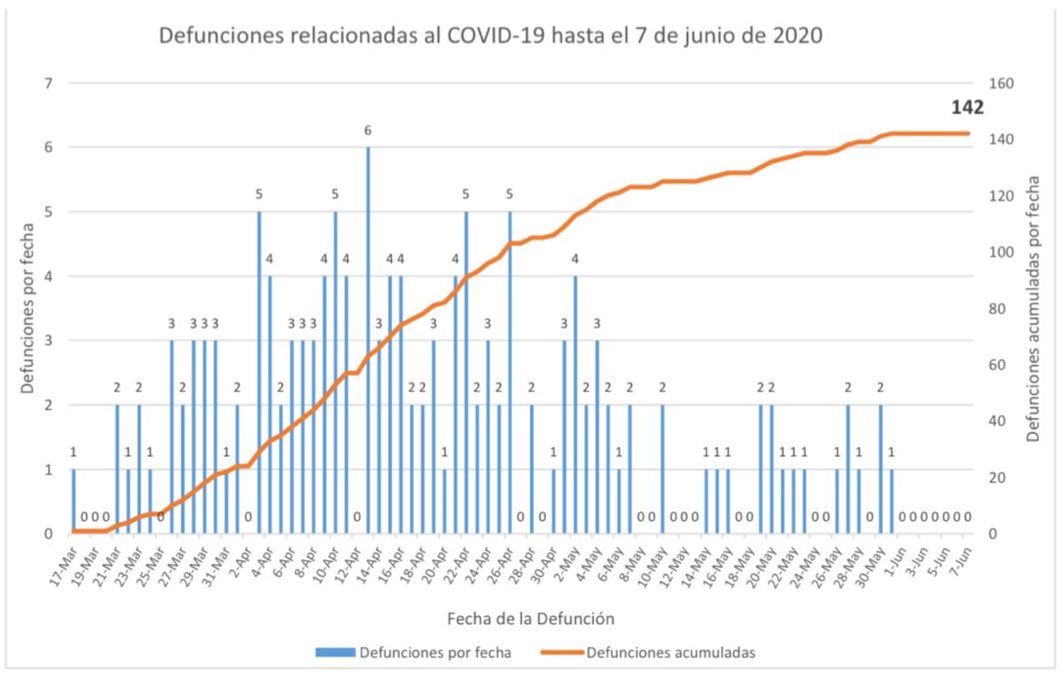 Defunciones relacionadas al COVID-19 hasta el 7 de junio de 2020
Defunciones por fecha
7
6
5
4
3
2
1
0
6
5 5 5 5
4 4 4 4 4 4 4
3 3 3 3 3 3 3 3 3 3 3 3
2 2 2 2 2 2 2 2 2 2 2 2 2 2 2 2 2 2
1 1 1 1 1 1 1 1 1 1 1 1 1 1 1 1
0 0 0 0 0 0 0 0 0 0 0 0 0 0 0 0 0 0 0 0 0 0 0 0 0
142
160
140
120
100
80
60
40
20
0
Defunciones acumuladas por fecha
17-Mar
19-Mar
21-Mar
23-Mar
25-Mar
27-Mar
29-Mar
31-Mar
2-Apr
4-Apr
6-Apr
8-Apr
10-Apr
12-Apr
14-Apr
16-Apr
18-Apr
20-Apr
22-Apr
24-Apr
26-Apr
28-Apr
30-Apr
2-May
4-May
6-May
8-May
10-May
12-May
14-May
16-May
18-May
20-May
22-May
24-May
26-May
28-May
30-May
1-Jun
3-Jun
5-Jun
7-Jun
Fecha de la Defunción
Defunciones por fecha
Defunciones acumuladas